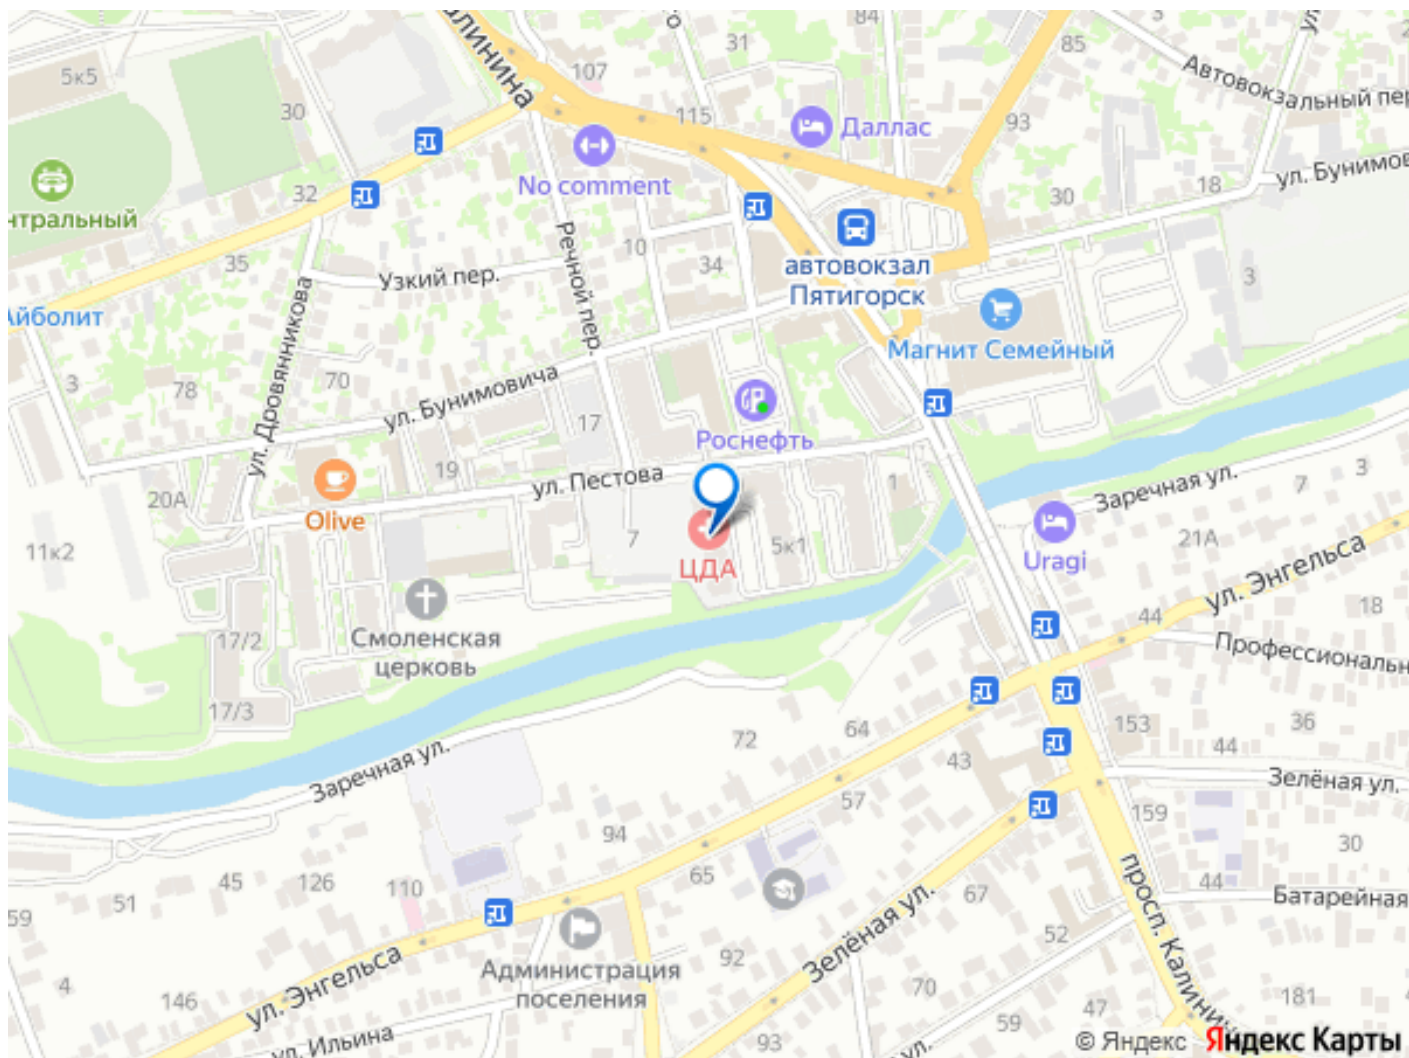 84
3
31
85
5к5
107
Автовокзальный пер
30
115
Даллас
93
No comment
32
30
18
ул. Бунимов
нтральный
Речной пер.
10
34
35
Узкий пер.
автовокзал
Пятигорск
3
Айболит
Магнит Семейный
ул. Дровянникова
3
78
70
ул. Бунимовича
17
Роснефть
19
ул. Пестова
20А
Olive
1
Заречная ул.
7
3
11к2
7
5к1
ЦДА
Uragi
21А
ул. Энгельса
44
18
Смоленская
церковь
17/2
Профессиональн
17/3
72
64
153
36
44
43
Зелёная ул.
Заречная ул.
57
159
94
30
65
44
просп. Калинин
45
126
110
51
59
67
Батарейная
Зелёная ул.
52
Администрация
поселения
92
4
146
ул. Энгельса
70
47
181
59
ул. Ильина
93
ул.
© Яндекс
Яндекс Карты